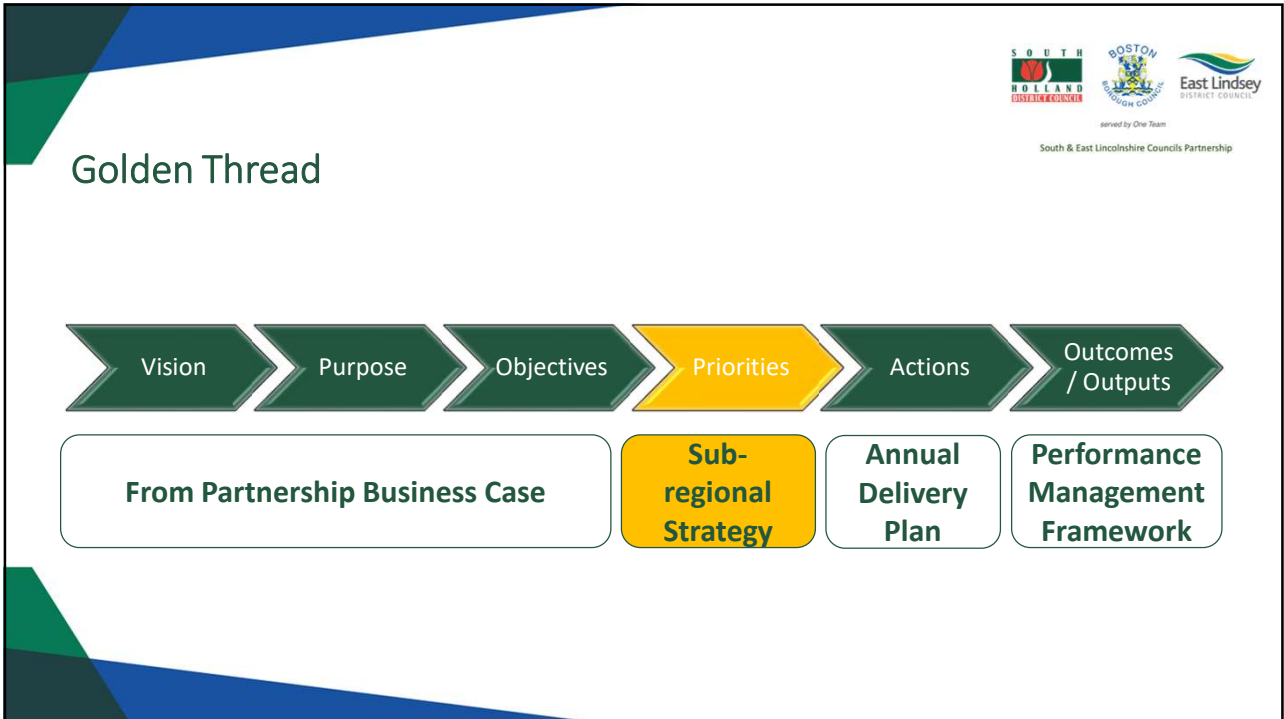 SOUTH
HOLLAND
DISTRICT COUNCIL
BOSTON
BOROUGH COUNCIL
East Lindsey
DISTRICT COUNCIL
served by One Team
South & East Lincolnshire Councils Partnership
Golden Thread
Vision
Purpose
Objectives
Priorities
Actions
Outcomes
/ Outputs
From Partnership Business Case
Sub-
regional
Strategy
Annual
Delivery
Plan
Performance
Management
Framework